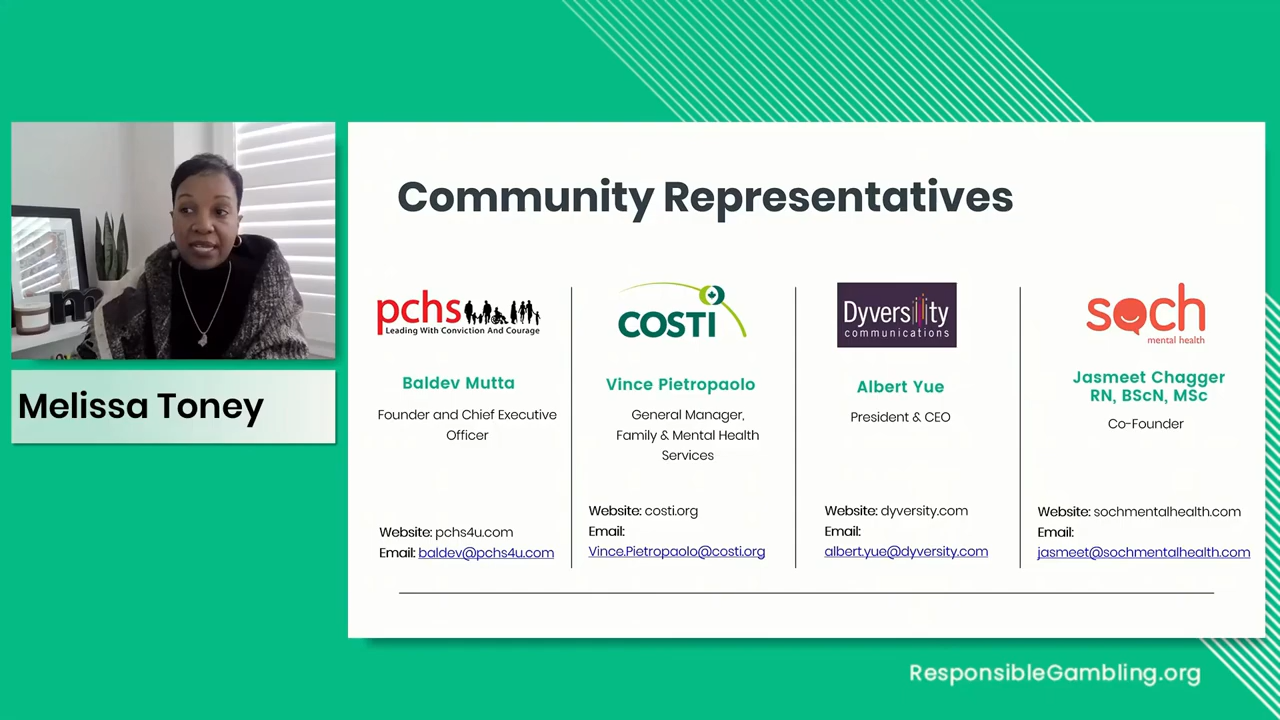 Community Representatives
pchs
Leading With Conviction And Courage
Baldev Mutta
Founder and Chief Executive
Officer
Website: pchs4u.com
Email: baldev@pchs4u.com
COSTI
Vince Pietropaolo
General Manager,
Family & Mental Health
Services
Website: costi.org
Email:
Vince.Pietropaolo@costi.org
Dyversity
communications
Albert Yue
President & CEO
Website: dyversity.com
Email:
albert.yue@dyversity.com
soch
mental health
Jasmeet Chagger
RN, BScN, MSc
Co-Founder
Website: sochmentalhealth.com
Email:
jasmeet@sochmentalhealth.com
m
Melissa Toney
ResponsibleGambling.org